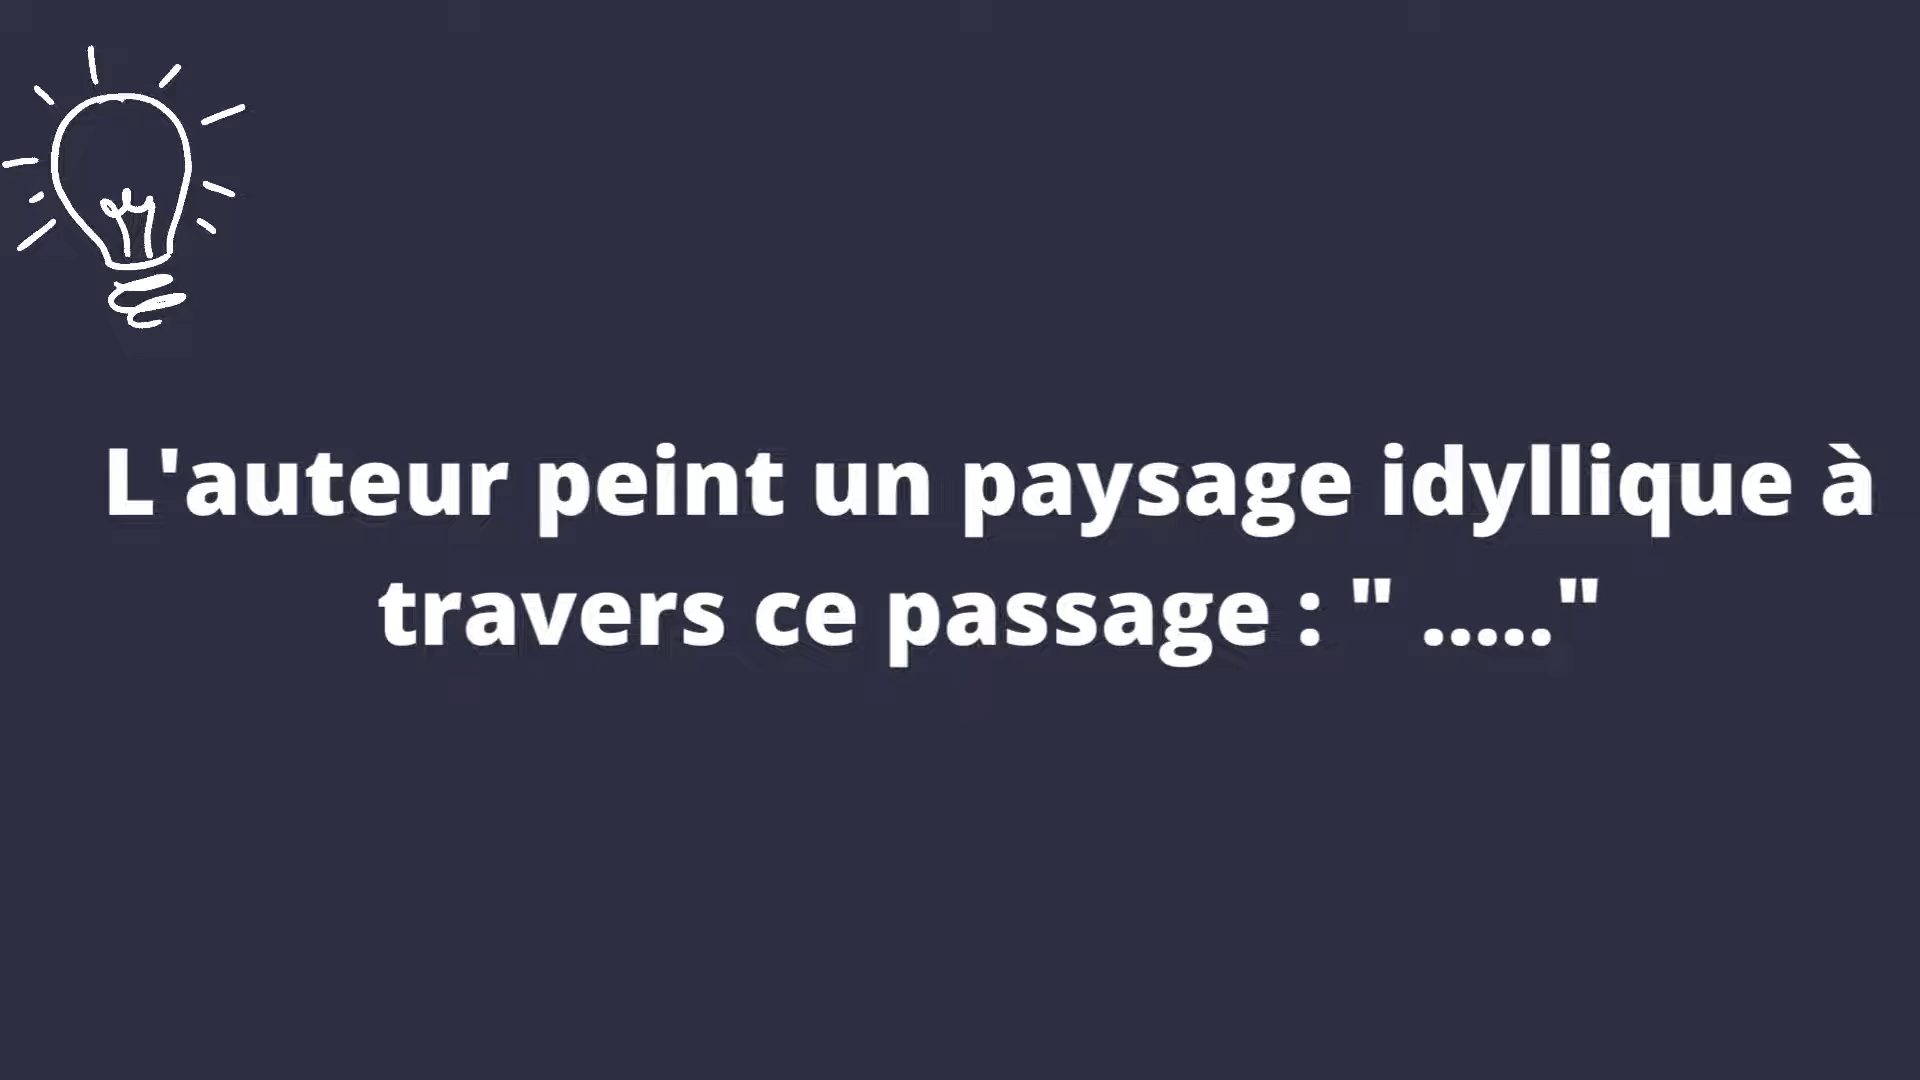 L'auteur peint un paysage idyllique à
travers ce passage : " ....."